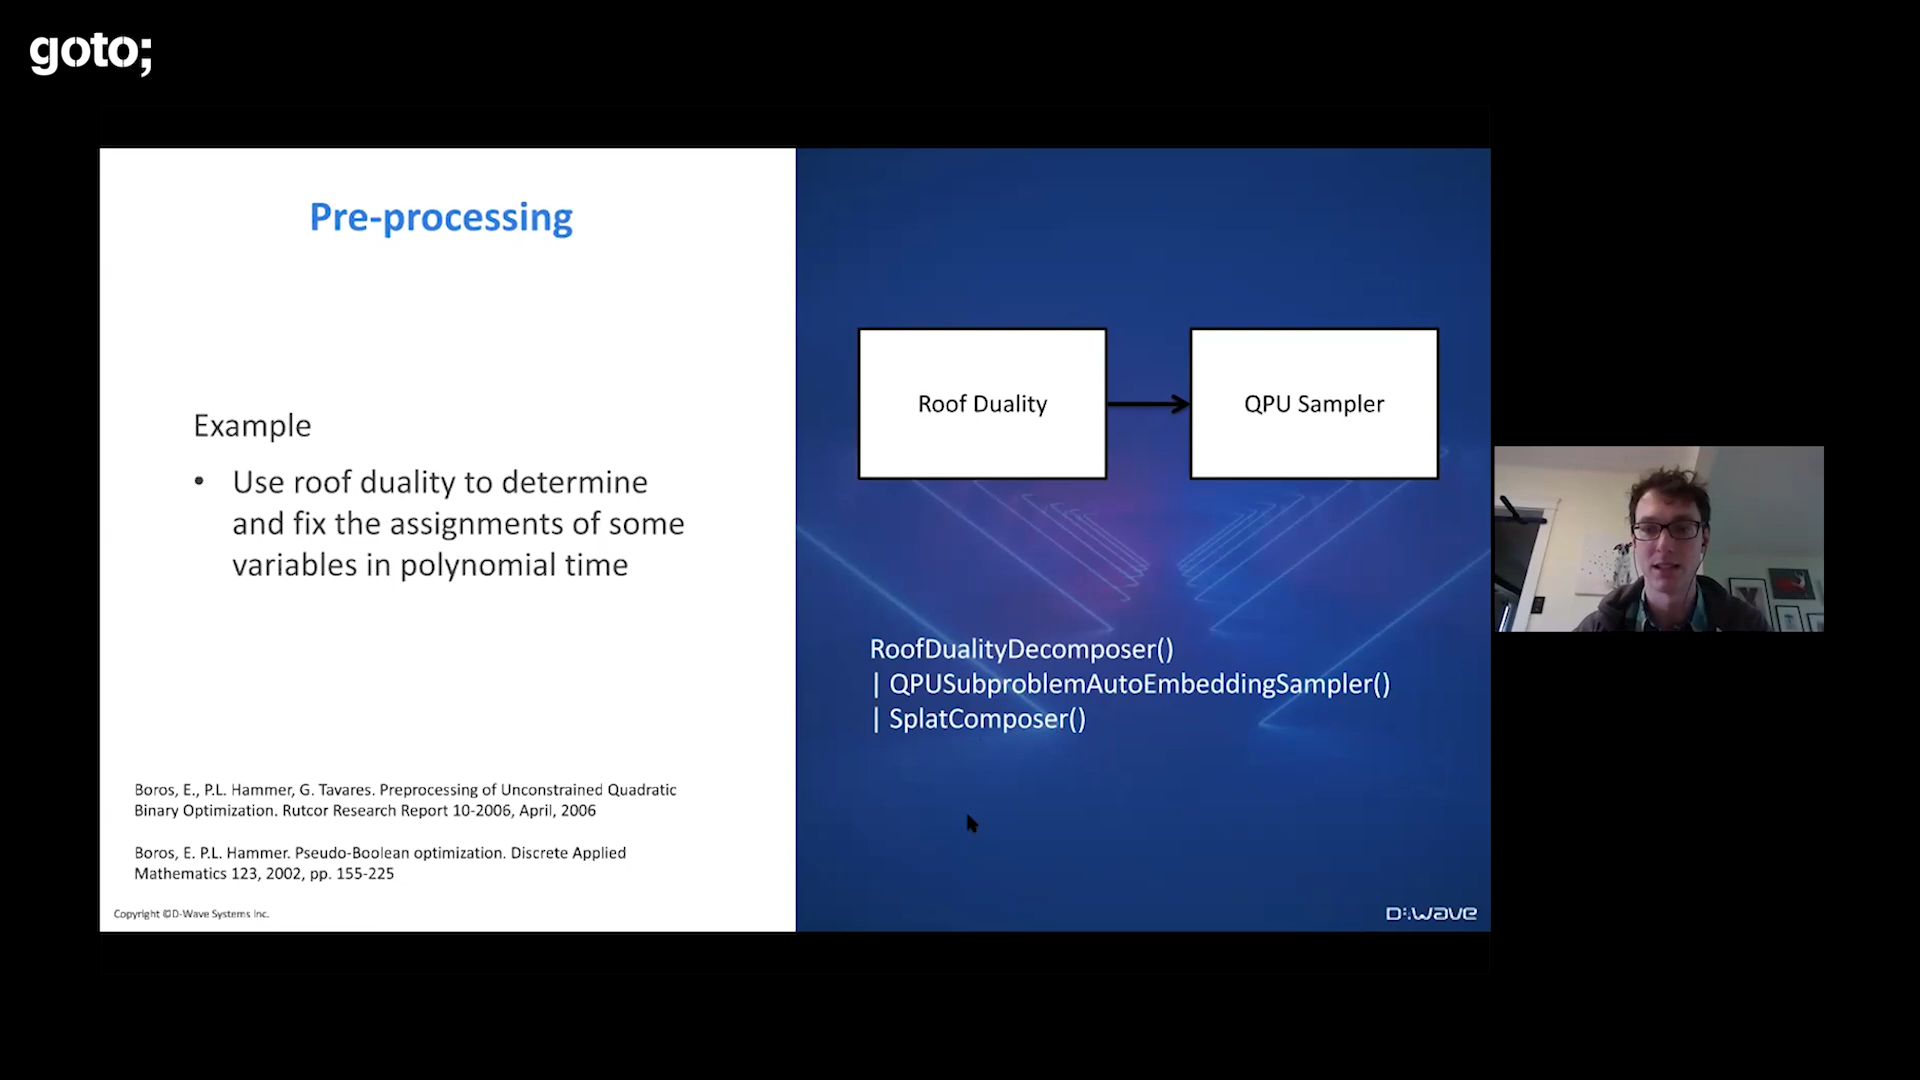 goto;
Pre-processing
Example
• Use roof duality to determine
and fix the assignments of some
variables in polynomial time
Boros, E., P.L. Hammer, G. Tavares. Preprocessing of Unconstrained Quadratic
Binary Optimization. Rutcor Research Report 10-2006, April, 2006
Boros, E. P.L. Hammer. Pseudo-Boolean optimization. Discrete Applied
Mathematics 123, 2002, pp. 155-225
Copyright ©D-Wave Systems Inc.
Roof Duality
QPU Sampler
RoofDualityDecomposer()
| QPUSubproblemAutoEmbeddingSampler()
| SplatComposer()
D:wave